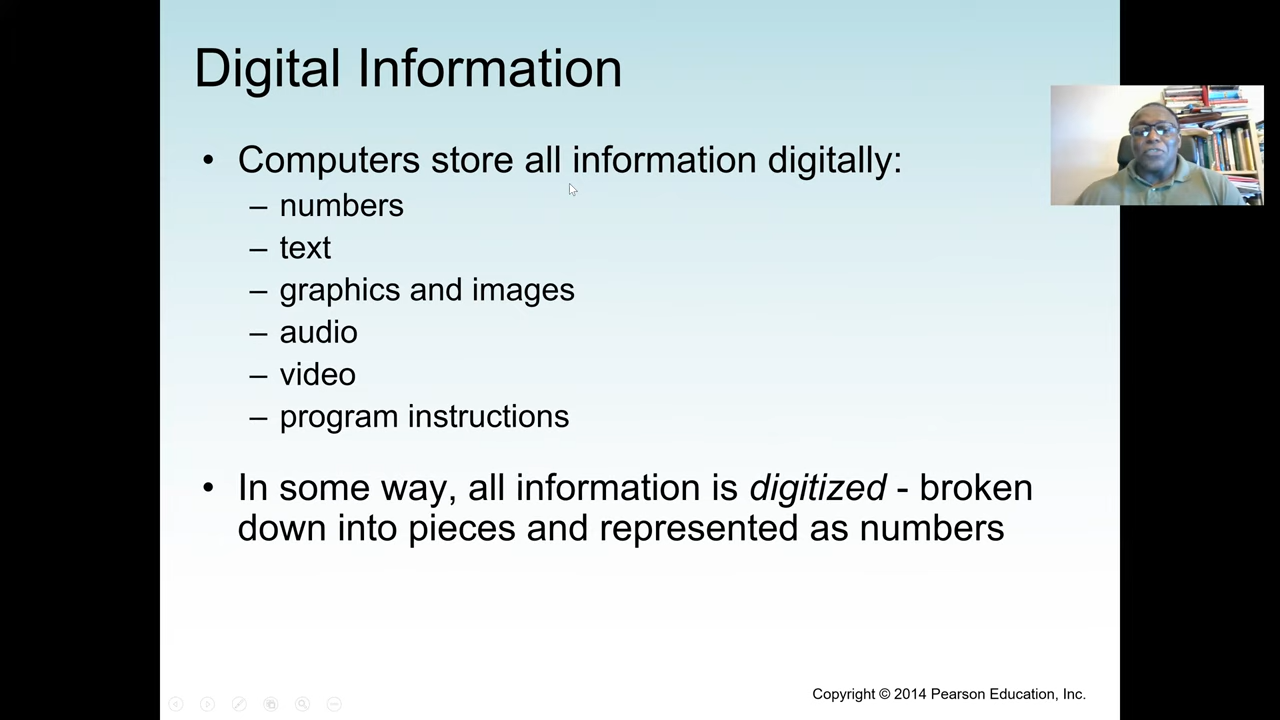 Digital Information
• Computers store all information digitally:
– numbers
– text
– graphics and images
– audio
– video
– program instructions
• In some way, all information is digitized - broken
down into pieces and represented as numbers
Copyright © 2014 Pearson Education, Inc.